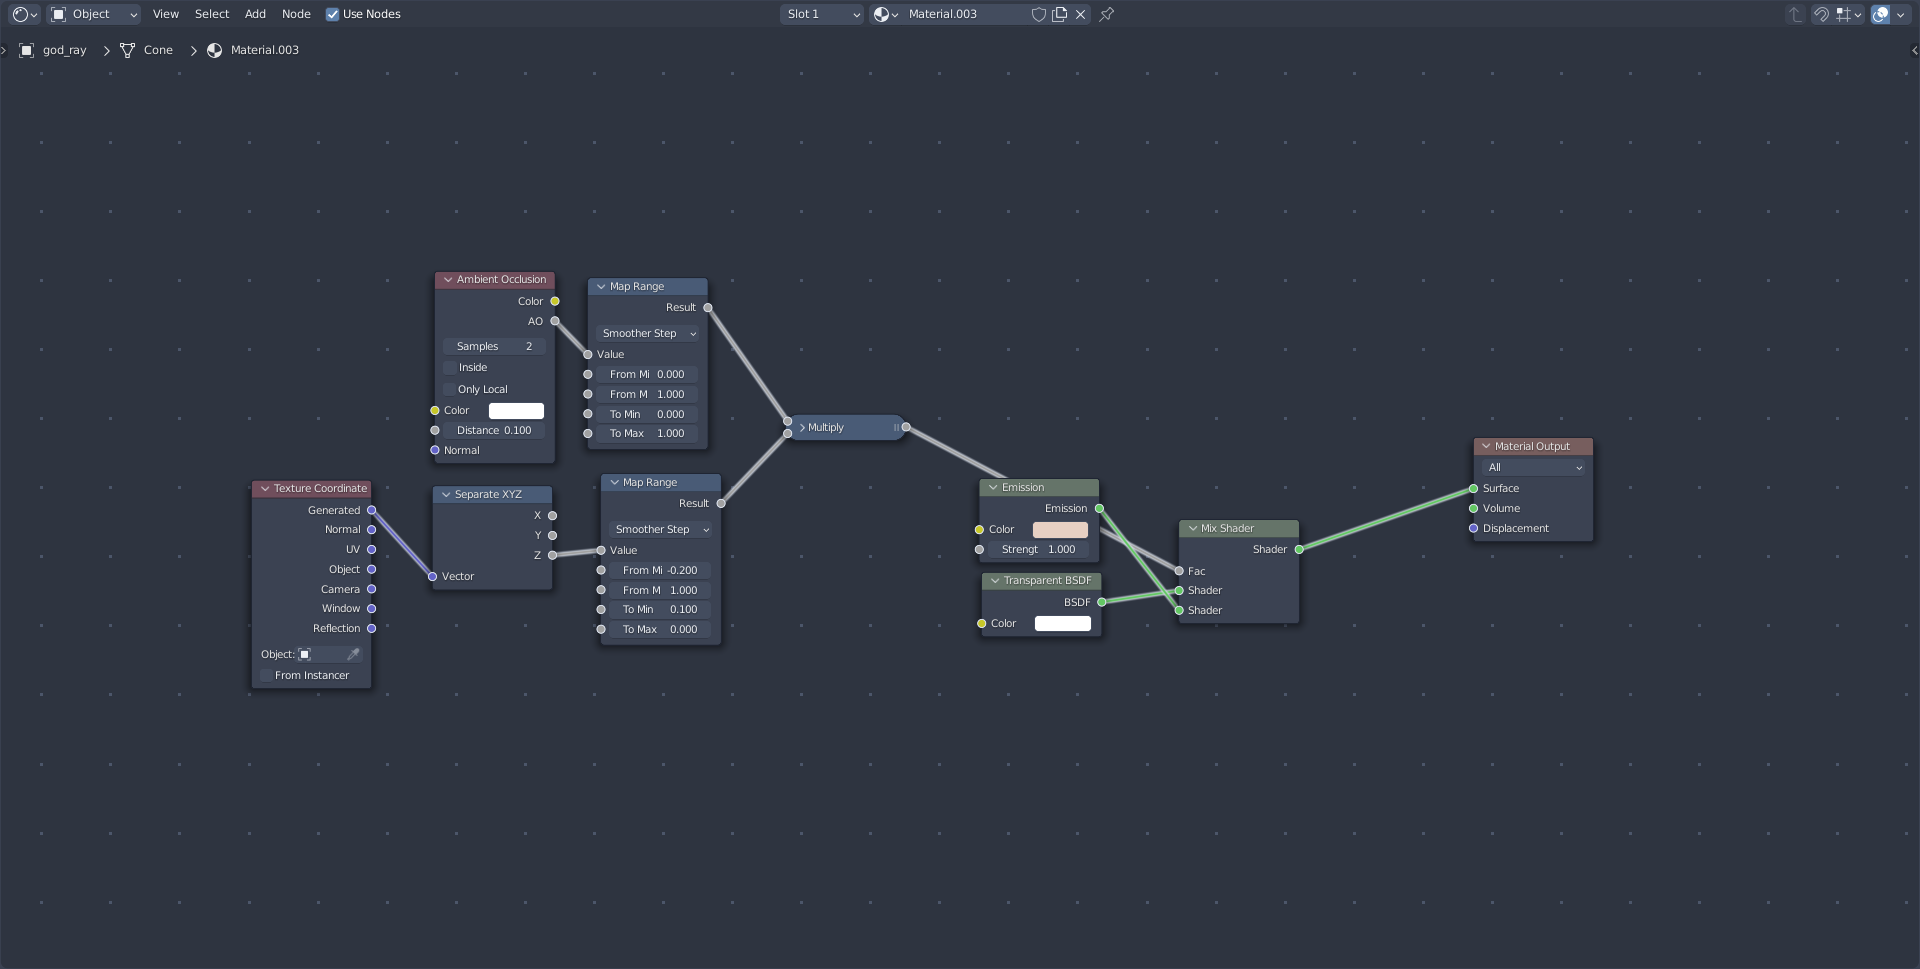 Object View Select Add Node Use Nodes Slot 1 Material.003
god_ray Cone Material.003
Ambient Occlusion
Color
AO
Samples 2
Inside
Only Local
Color
Distance 0.100
Normal
Map Range
Result
Smoother Step
Value
From Mi 0.000
From M 1.000
To Min 0.000
To Max 1.000
Multiply
Texture Coordinate
Generated
Normal
UV
Object
Camera
Window
Reflection
Object:
From Instancer
Separate XYZ
X
Y
Z
Vector
Map Range
Result
Smoother Step
Value
From Mi -0.200
From M 1.000
To Min 0.100
To Max 0.000
Emission
Emission
Color
Strengt 1.000
Transparent BSDF
BSDF
Color
Mix Shader
Shader
Fac
Shader
Shader
Material Output
All
Surface
Volume
Displacement